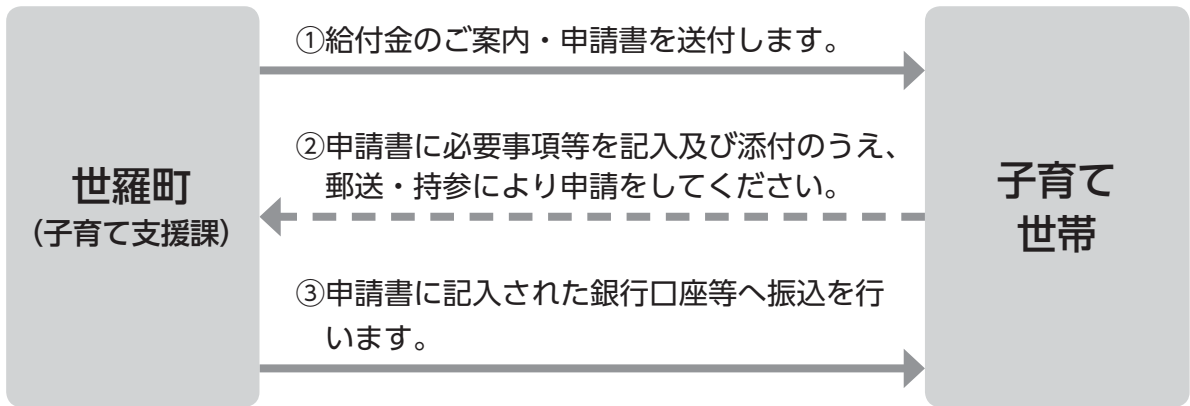 世羅町
（子育て支援課）
①給付金のご案内・申請書を送付します。
②申請書に必要事項等を記入及び添付のうえ、
郵送・持参により申請をしてください。
③申請書に記入された銀行口座等へ振込を行
います。
子育て
世帯